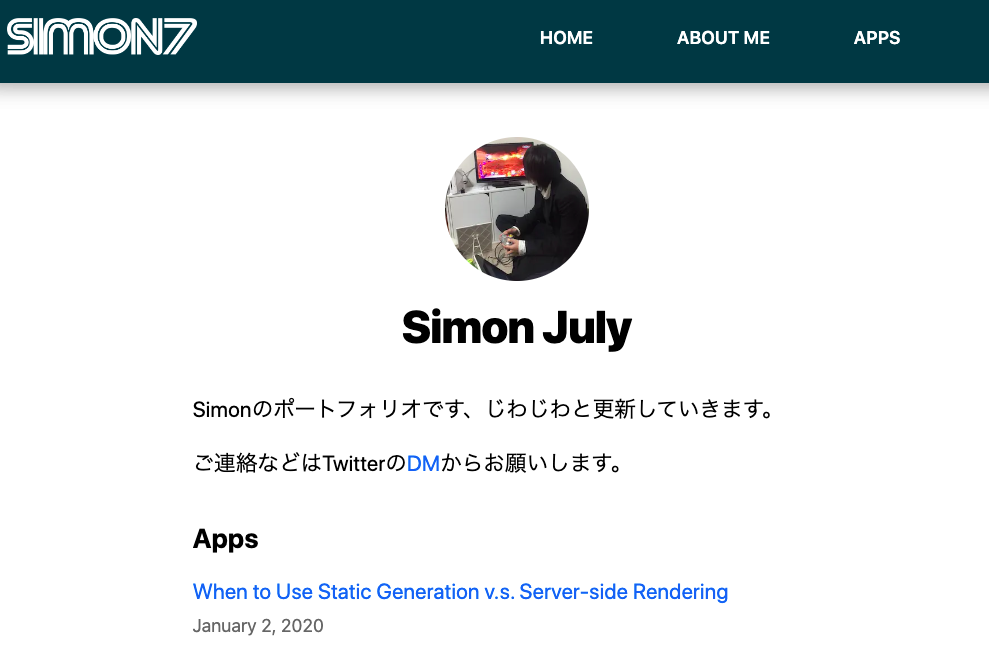 SIMON7
HOME
ABOUT ME
APPS
Simon July
Simonのポートフォリオです、じわじわと更新していきます。
ご連絡などはTwitterのDMからお願いします。
Apps
When to Use Static Generation v.s. Server-side Rendering
January 2, 2020